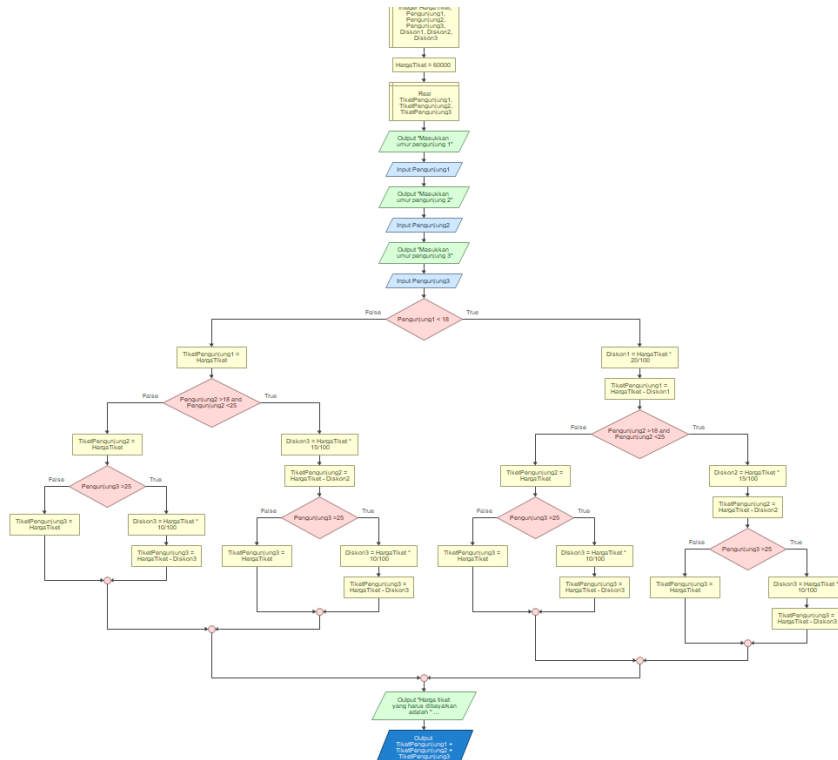 Integer HargaTiket,
Pengunjung1,
Pengunjung2,
Pengunjung3,
Diskon1, Diskon2,
Diskon3
HargaTiket = 60000
Real
TiketPengunjung1,
TiketPengunjung2,
TiketPengunjung3
Output "Masukkan
umur pengunjung 1"
Input Pengunjung1
Output "Masukkan
umur pengunjung 2"
Input Pengunjung2
Output "Masukkan
umur pengunjung 3"
Input Pengunjung3
False
Pengunjung1 < 18
True
TiketPengunjung1 =
HargaTiket
Diskon1 = HargaTiket *
20/100
TiketPengunjung1 =
HargaTiket - Diskon1
False
Pengunjung2 >18 and
Pengunjung2 <25
True
False
Pengunjung2 >18 and
Pengunjung2 <25
True
TiketPengunjung2 =
HargaTiket
Diskon3 = HargaTiket *
15/100
TiketPengunjung2 =
HargaTiket - Diskon2
TiketPengunjung2 =
HargaTiket
Diskon2 = HargaTiket *
15/100
TiketPengunjung2 =
HargaTiket - Diskon2
False
Pengunjung3 >25
True
False
Pengunjung3 >25
True
False
Pengunjung3 >25
True
False
Pengunjung3 >25
True
TiketPengunjung3 =
HargaTiket
Diskon3 = HargaTiket *
10/100
TiketPengunjung3 =
HargaTiket - Diskon3
TiketPengunjung3 =
HargaTiket
Diskon3 = HargaTiket *
10/100
TiketPengunjung3 =
HargaTiket - Diskon3
TiketPengunjung3 =
HargaTiket
Diskon3 = HargaTiket *
10/100
TiketPengunjung3 =
HargaTiket - Diskon3
TiketPengunjung3 =
HargaTiket
Diskon3 = HargaTiket *
10/100
TiketPengunjung3 =
HargaTiket - Diskon3
Output "Harga tiket
yang harus dibayarkan
adalah " ...
Output
TiketPengunjung1 +
TiketPengunjung2 +
TiketPengunjung3